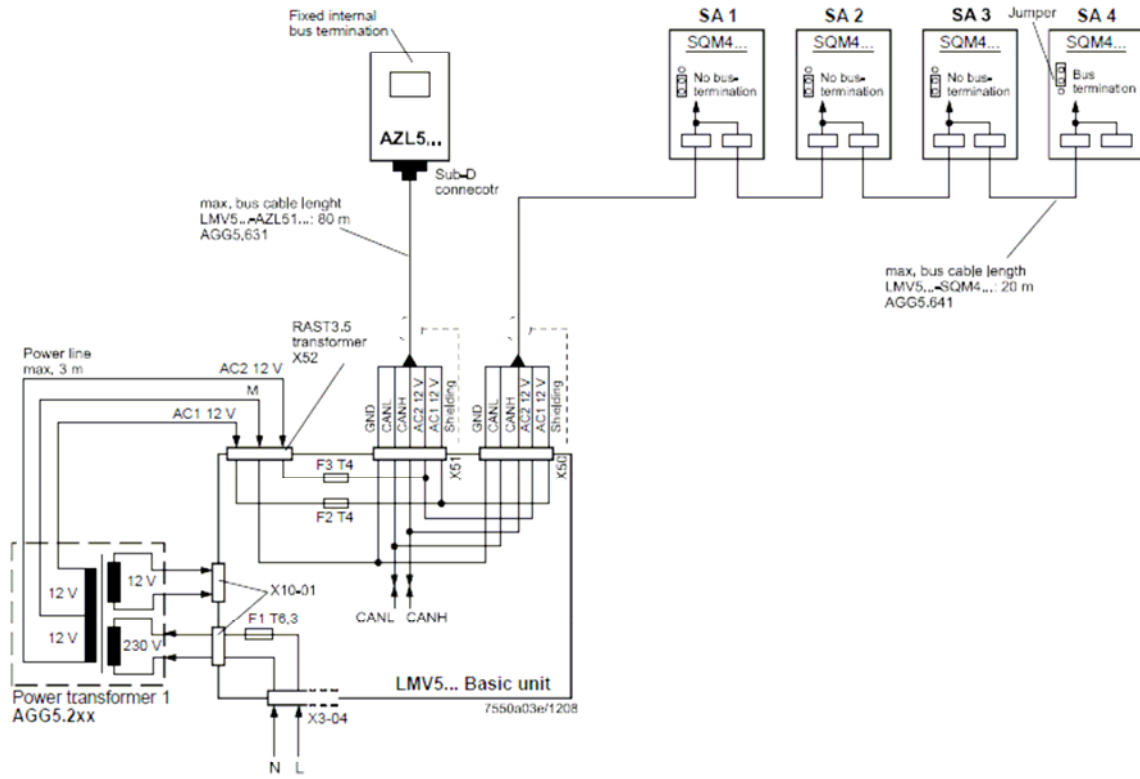 Fixed internal
bus termination
AZL5...
Sub-D
connecotr
max. bus cable lenght
LMV5...-AZL51...: 80 m
AGG5.631
SA 1
SQM4...
No bus-
termination
SA 2
SQM4...
No bus-
termination
SA 3
SQM4...
No bus-
termination
Jumper
SA 4
SQM4...
Bus
termination
max. bus cable length
LMV5...-SQM4...: 20 m
AGG5.641
RAST3.5
transformer
X52
Power line
max. 3 m
AC2 12 V
M
AC1 12 V
GND
CANL
CANH
AC2 12 V
AC1 12 V
Shielding
X51
GND
CANL
CANH
AC2 12 V
AC1 12 V
Shielding
X50
F3 T4
F2 T4
12 V
12 V
12 V
230 V
X10-01
F1 T6,3
CANL
CANH
LMV5... Basic unit
7550a03e/1208
Power transformer 1
AGG5.2xx
X3-04
N
L